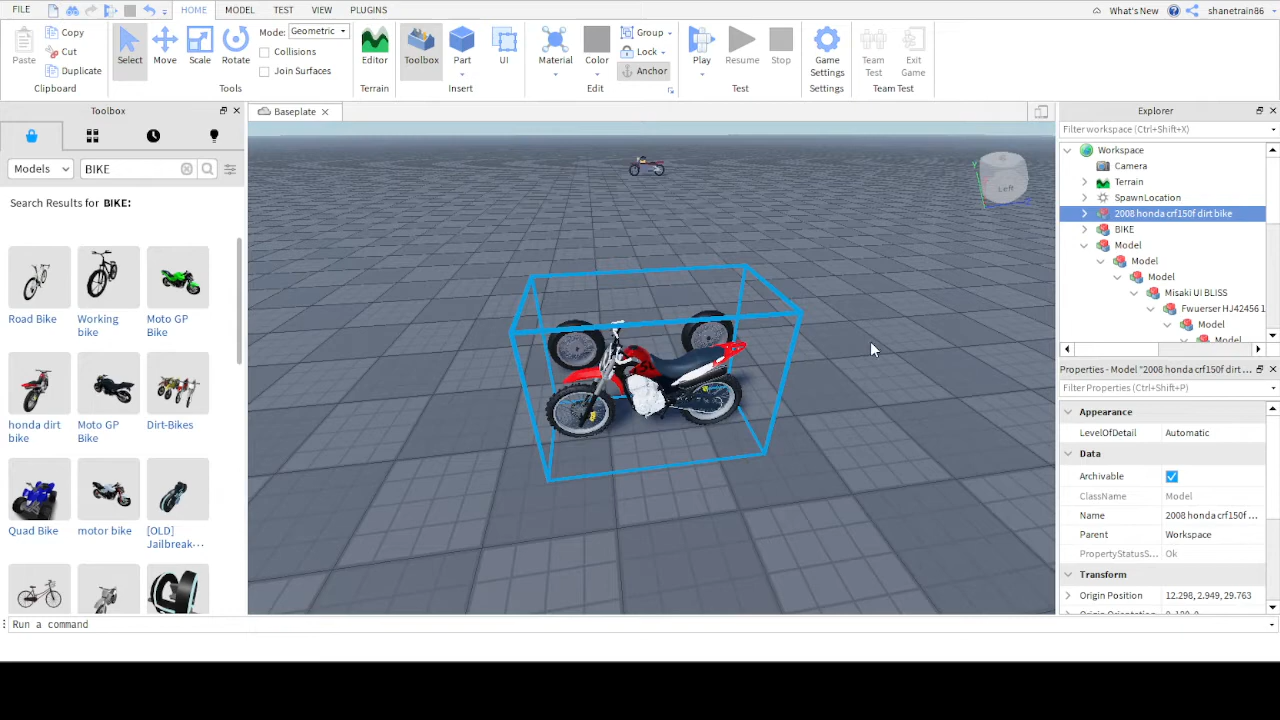 FILE HOME MODEL TEST VIEW PLUGINS What's New shanetrain86
Paste Copy Cut Duplicate Clipboard
Select Move Scale Rotate Mode: Geometric Collisions Join Surfaces Tools
Editor Terrain
Toolbox Part UI Insert
Material Color Group Lock Anchor Edit
Play Resume Stop Test
Game Settings Settings
Team Test Exit Game Team Test
Toolbox
Models BIKE
Search Results for BIKE:
Road Bike
Working bike
Moto GP Bike
honda dirt bike
Moto GP Bike
Dirt-Bikes
Quad Bike
motor bike
[OLD] Jailbreak···
Baseplate
Left
Explorer
Filter workspace (Ctrl+Shift+X)
Workspace
Camera
Terrain
SpawnLocation
2008 honda crf150f dirt bike
BIKE
Model
Model
Model
Misaki UI BLISS
Fwuerser HJ42456 1
Model
Model
Properties - Model "2008 honda crf150f dirt ...
Filter Properties (Ctrl+Shift+P)
Appearance
LevelOfDetail Automatic
Data
Archivable
ClassName Model
Name 2008 honda crf150f ...
Parent Workspace
PropertyStatusS... Ok
Transform
Origin Position 12.298, 2.949, 29.763
Run a command